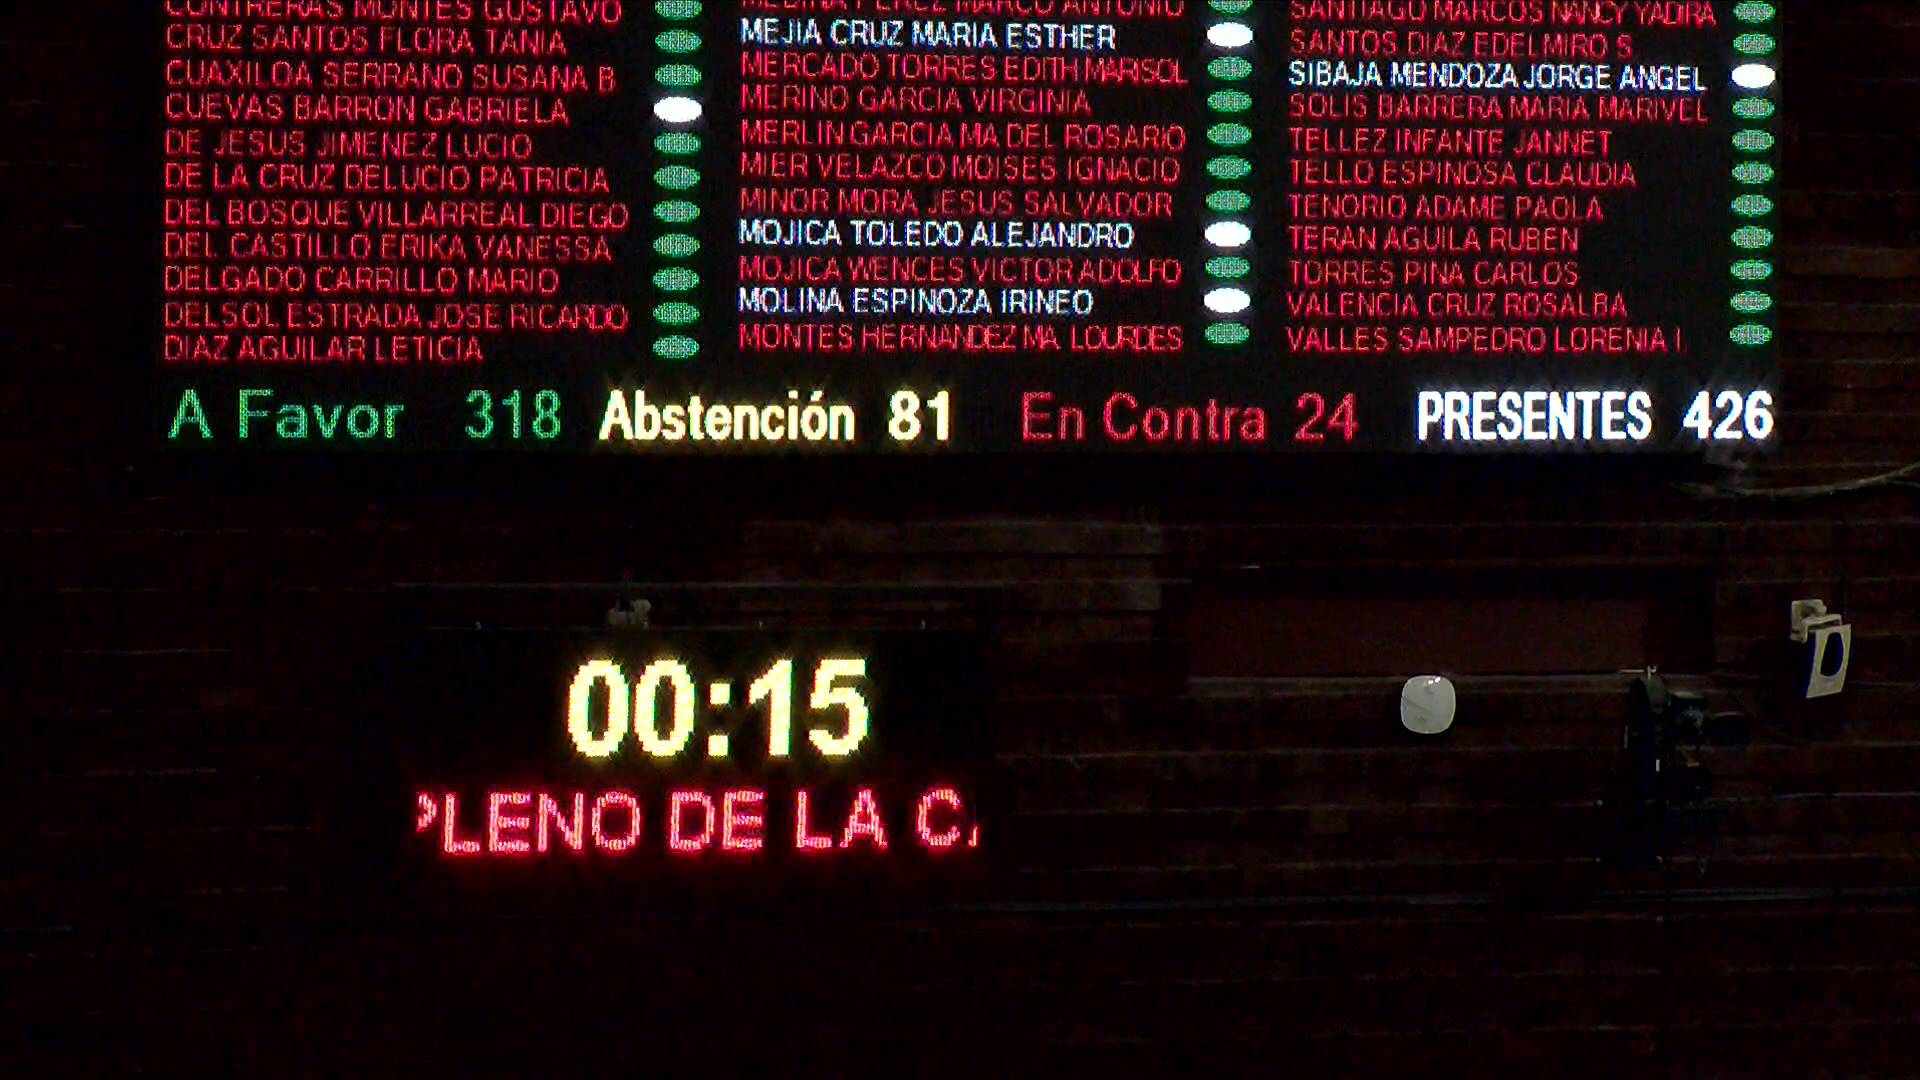 CONTRERAS MONTES GUSTAVO
CRUZ SANTOS FLORA TANIA
CUAXILOA SERRANO SUSANA B
CUEVAS BARRON GABRIELA
DE JESUS JIMENEZ LUCIO
DE LA CRUZ DELUCIO PATRICIA
DEL BOSQUE VILLARREAL DIEGO
DEL CASTILLO ERIKA VANESSA
DELGADO CARRILLO MARIO
DELSOL ESTRADA JOSE RICARDO
DIAZ AGUILAR LETICIA
MEDINA PEREZ MARCO ANTONIO
MEJIA CRUZ MARIA ESTHER
MERCADO TORRES EDITH MARISOL
MERINO GARCIA VIRGINIA
MERLIN GARCIA MA DEL ROSARIO
MIER VELAZCO MOISES IGNACIO
MINOR MORA JESUS SALVADOR
MOJICA TOLEDO ALEJANDRO
MOJICA WENCES VICTOR ADOLFO
MOLINA ESPINOZA IRINEO
MONTES HERNANDEZ MA. LOURDES
SANTIAGO MARCOS NANCY YADIRA
SANTOS DIAZ EDELMIRO S
SIBAJA MENDOZA JORGE ANGEL
SOLIS BARRERA MARIA MARIVEL
TELLEZ INFANTE JANNET
TELLO ESPINOSA CLAUDIA
TENORIO ADAME PAOLA
TERAN AGUILA RUBEN
TORRES PIÑA CARLOS
VALENCIA CRUZ ROSALBA
VALLES SAMPEDRO LORENIA I.
A Favor 318 Abstención 81 En Contra 24 PRESENTES 426
00:15
PLENO DE LA C